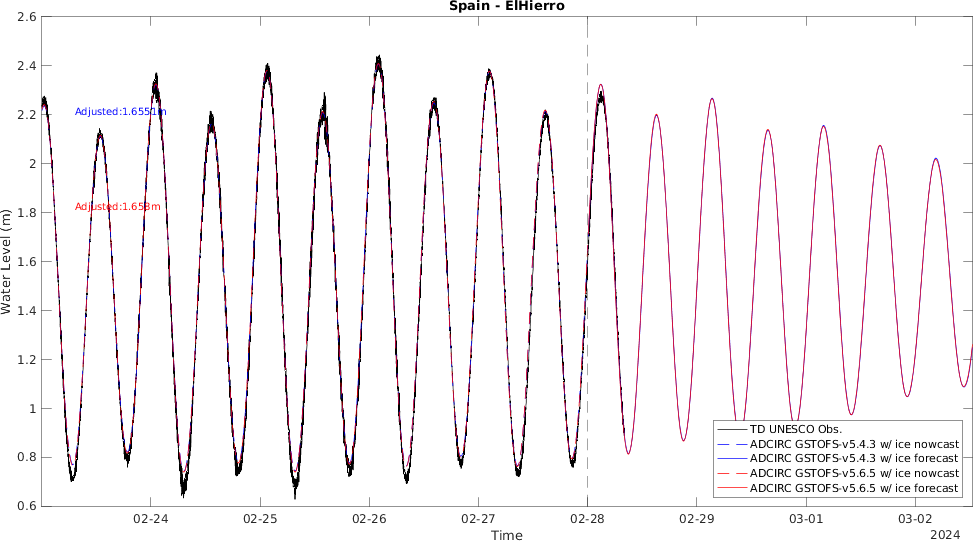 Spain - ElHierro
2.6
2.4
2.2
2
1.8
1.6
1.4
1.2
1
0.8
0.6
Water Level (m)
Adjusted:1.6551m
Adjusted:1.653m
TD UNESCO Obs.
ADCIRC GSTOFS-v5.4.3 w/ ice nowcast
ADCIRC GSTOFS-v5.4.3 w/ ice forecast
ADCIRC GSTOFS-v5.6.5 w/ ice nowcast
ADCIRC GSTOFS-v5.6.5 w/ ice forecast
02-24 02-25 02-26 02-27 02-28 02-29 03-01 03-02
Time
2024